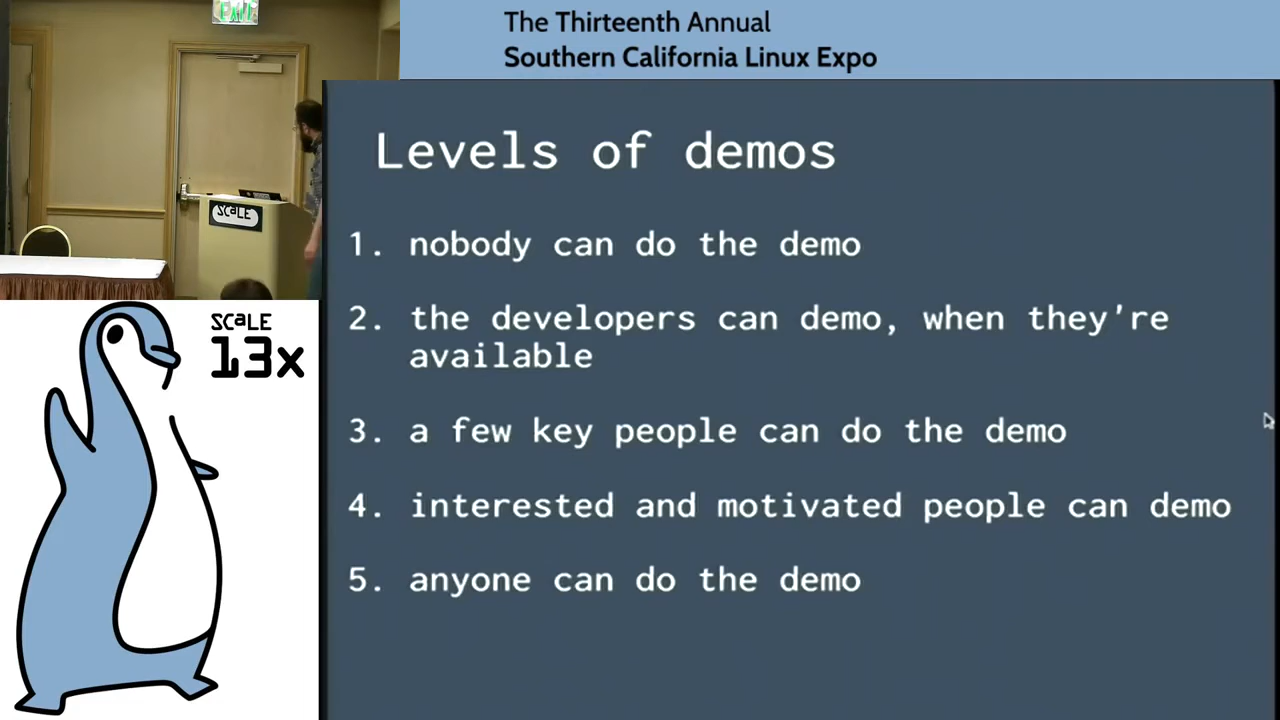 EXIT
The Thirteenth Annual
Southern California Linux Expo
SCaLE
SCaLE
13x
Levels of demos
1. nobody can do the demo
2. the developers can demo, when they're
available
3. a few key people can do the demo
4. interested and motivated people can demo
5. anyone can do the demo